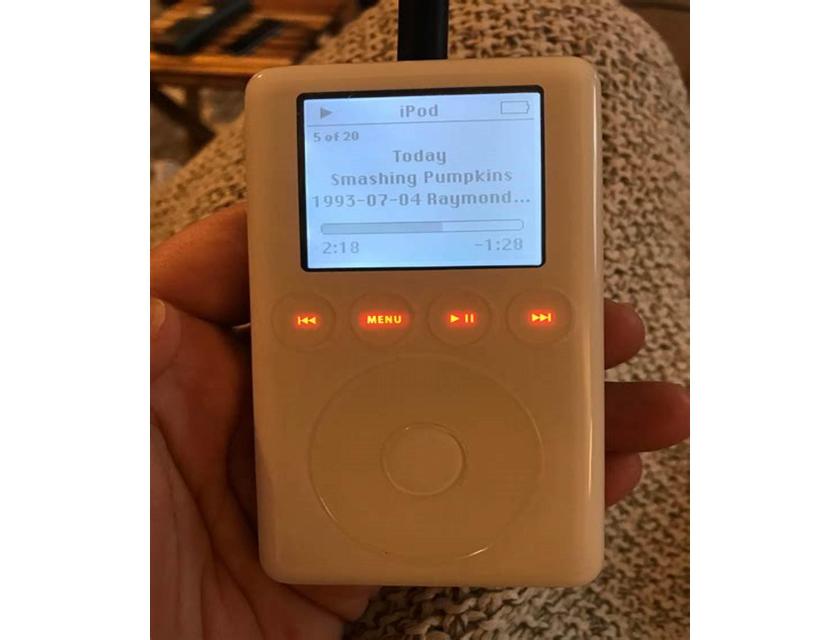 iPod
5 of 20
Today
Smashing Pumpkins
1993-07-04 Raymond...
2:18 -1:28
MENU